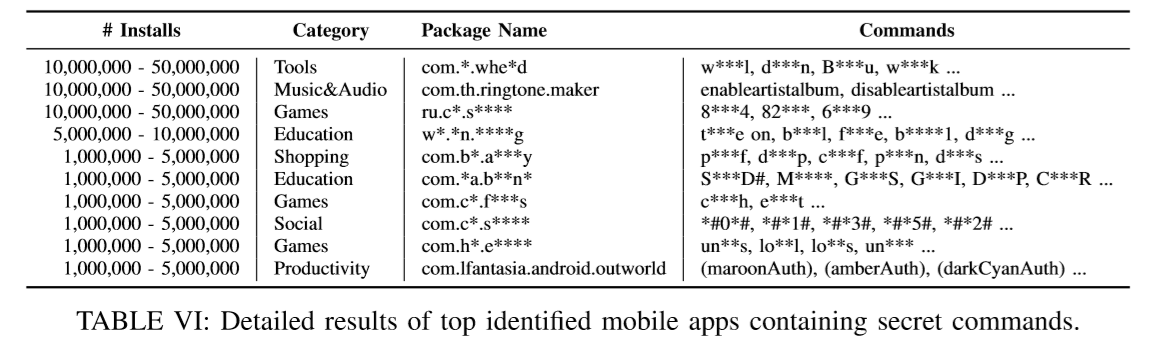 # Installs Category Package Name Commands
10,000,000 - 50,000,000 Tools com.*.whe*d w***l, d***n, B***u, w***k ...
10,000,000 - 50,000,000 Music&Audio com.th.ringtone.maker enableartistalbum, disableartistalbum ...
10,000,000 - 50,000,000 Games ru.c*.s**** 8***4, 82***, 6***9 ...
5,000,000 - 10,000,000 Education w*.*n.****g t***e on, b***l, f***e, b****1, d***g ...
1,000,000 - 5,000,000 Shopping com.b*.a***y p***f, d***p, c***f, p***n, d***s ...
1,000,000 - 5,000,000 Education com.*a.b**n* S***D#, M****, G***S, G***I, D***P, C***R ...
1,000,000 - 5,000,000 Games com.c*.f***s c***h, e***t ...
1,000,000 - 5,000,000 Social com.c*.s**** *#0*#, *#*1#, *#*3#, *#*5#, *#*2# ...
1,000,000 - 5,000,000 Games com.h*.e**** un**s, lo**l, lo**s, un*** ...
1,000,000 - 5,000,000 Productivity com.lfantasia.android.outworld (maroonAuth), (amberAuth), (darkCyanAuth) ...
TABLE VI: Detailed results of top identified mobile apps containing secret commands.